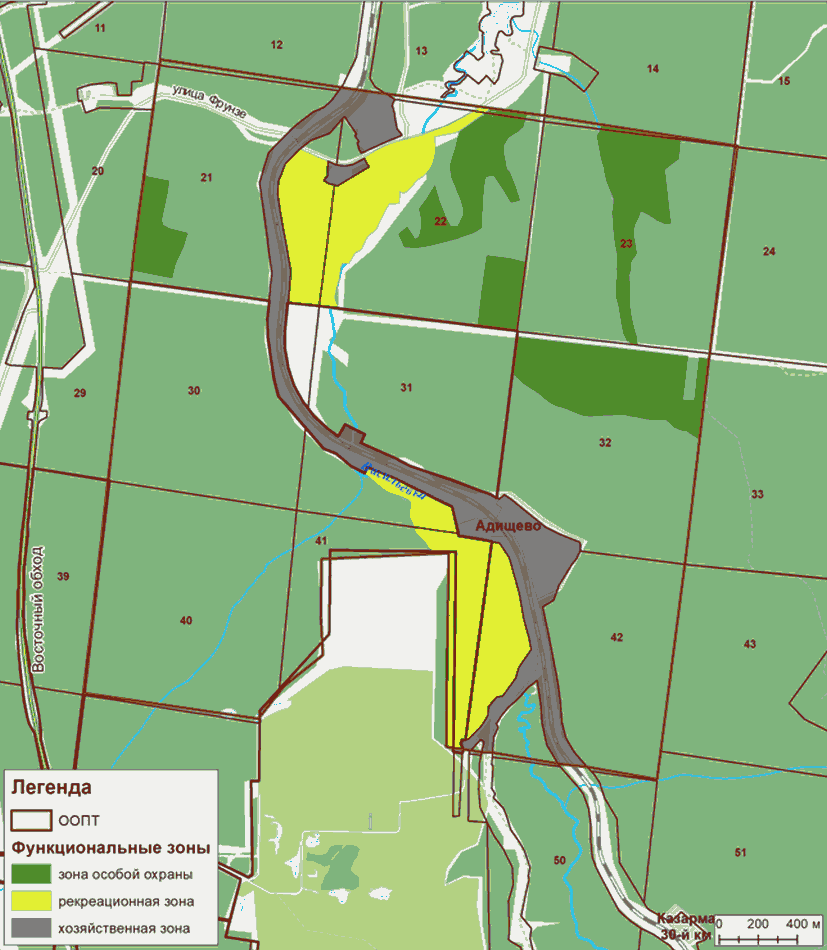 11
12
13
14
15
улица Фрунзе
20
21
22
23
24
29
30
31
32
33
Васильевка
Адищево
39
40
41
42
43
Восточный обход
50
51
Казарма
30-й км
Легенда
ООПТ
Функциональные зоны
зона особой охраны
рекреационная зона
хозяйственная зона
0 200 400 м